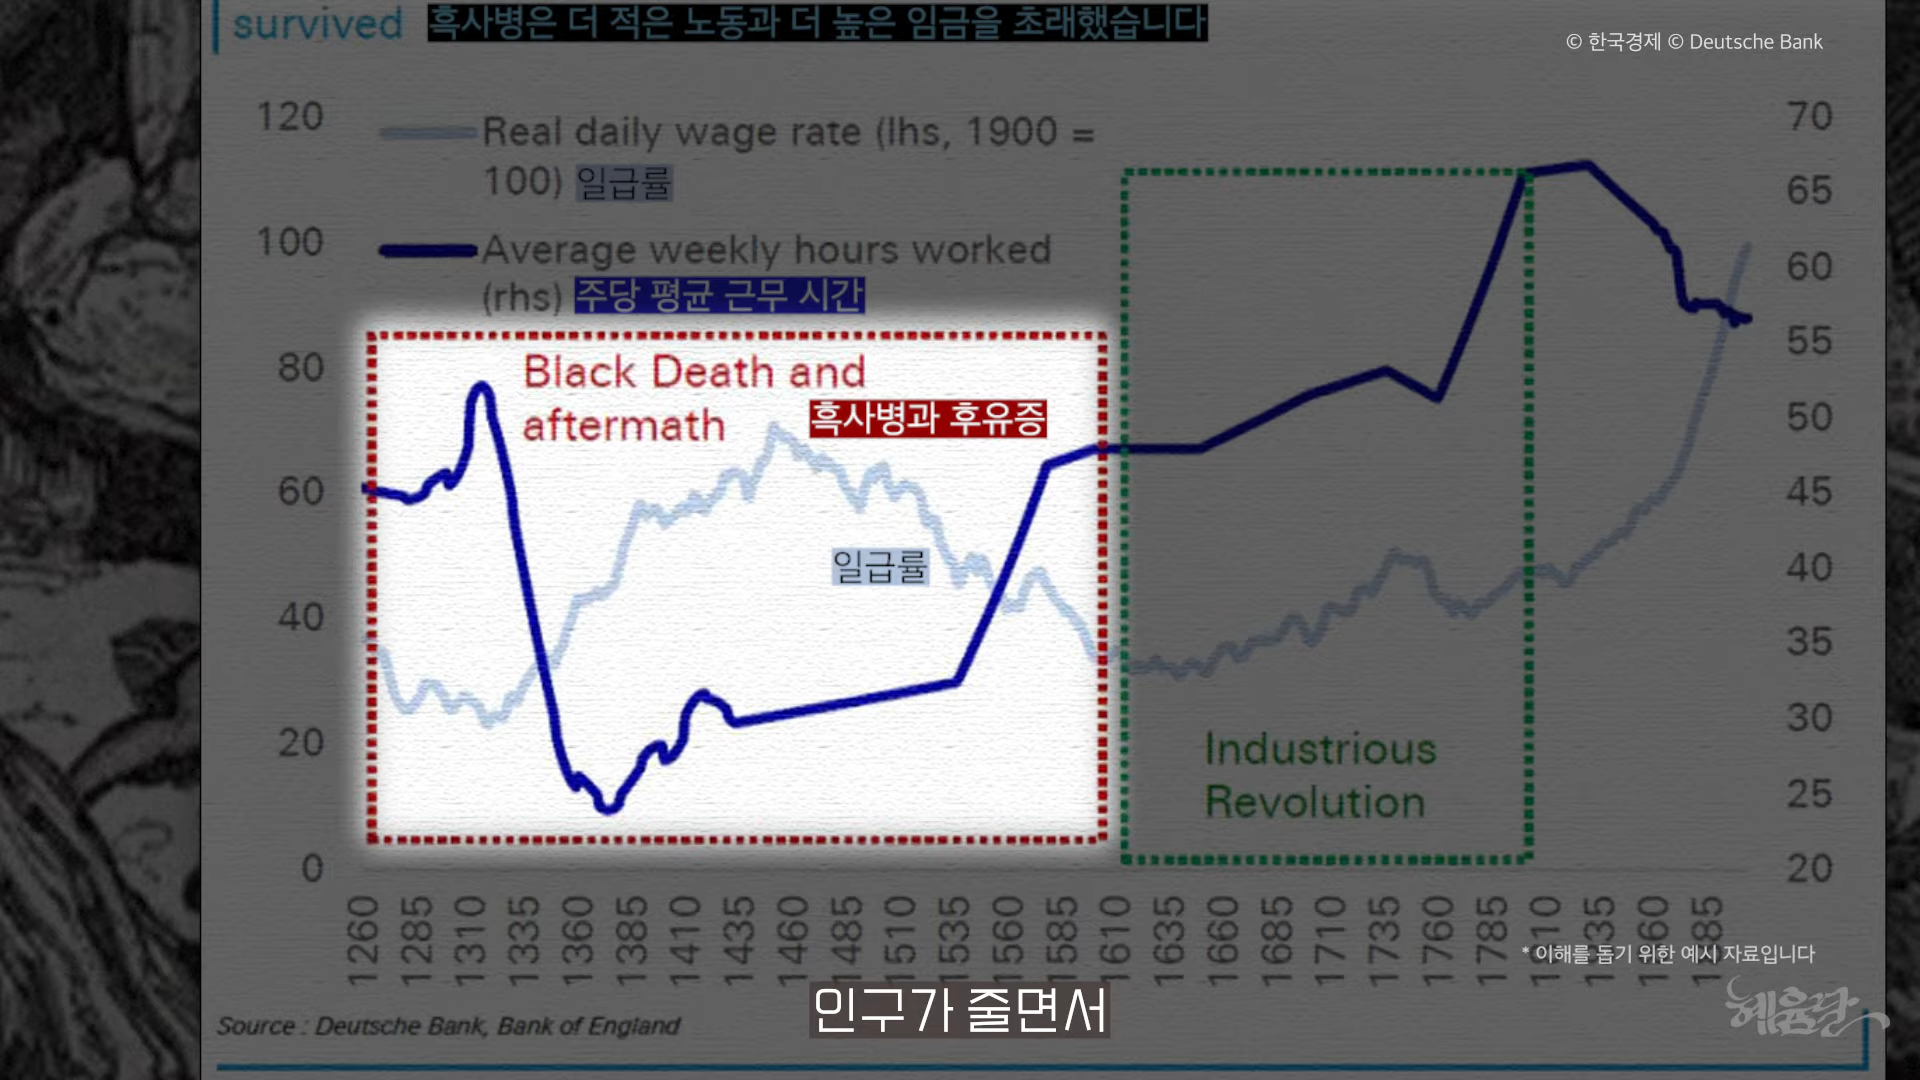 survived 흑사병은 더 적은 노동과 더 높은 임금을 초래했습니다
© 한국경제 © Deutsche Bank
120
100
80
60
40
20
0
Real daily wage rate (lhs, 1900 =
100) 일급률
Average weekly hours worked
(rhs) 주당 평균 근무 시간
Black Death and
aftermath 흑사병과 후유증
일급률
Industrious
Revolution
70
65
60
55
50
45
40
35
30
25
20
1260 1285 1310 1335 1360 1385 1410 1435 1460 1485 1510 1535 1560 1585 1610 1635 1660 1685 1710 1735 1760 1785 1810 1835 1860 1885
* 이해를 돕기 위한 예시 자료입니다
인구가 줄면서
Source : Deutsche Bank, Bank of England
혜윰달